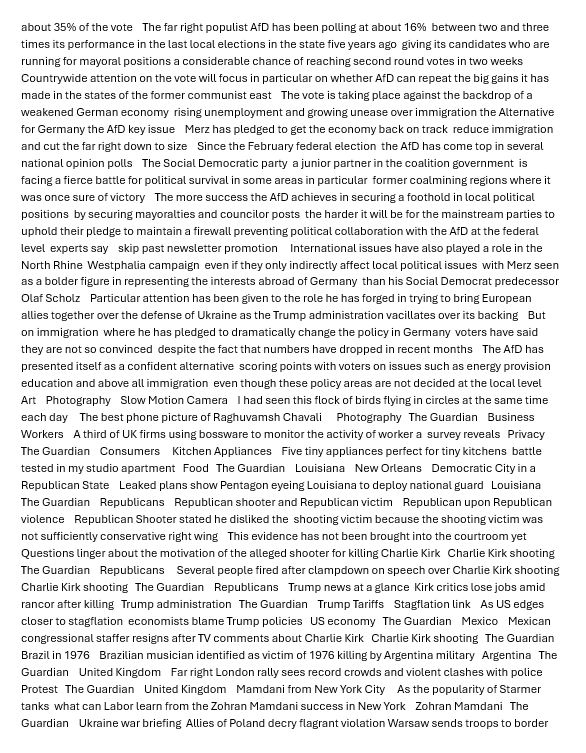 about 35% of the vote   The far right populist AfD has been polling at about 16%  between two and three
times its performance in the last local elections in the state five years ago  giving its candidates who are
running for mayoral positions a considerable chance of reaching second round votes in two weeks
Countrywide attention on the vote will focus in particular on whether AfD can repeat the big gains it has
made in the states of the former communist east   The vote is taking place against the backdrop of a
weakened German economy  rising unemployment and growing unease over immigration the Alternative
for Germany the AfD key issue   Merz has pledged to get the economy back on track  reduce immigration
and cut the far right down to size   Since the February federal election  the AfD has come top in several
national opinion polls   The Social Democratic party  a junior partner in the coalition government  is
facing a fierce battle for political survival in some areas in particular  former coalmining regions where it
was once sure of victory   The more success the AfD achieves in securing a foothold in local political
positions  by securing mayoralties and councilor posts  the harder it will be for the mainstream parties to
uphold their pledge to maintain a firewall preventing political collaboration with the AfD at the federal
level  experts say   skip past newsletter promotion    International issues have also played a role in the
North Rhine  Westphalia campaign  even if they only indirectly affect local political issues  with Merz seen
as a bolder figure in representing the interests abroad of Germany  than his Social Democrat predecessor
Olaf Scholz   Particular attention has been given to the role he has forged in trying to bring European
allies together over the defense of Ukraine as the Trump administration vacillates over its backing   But
on immigration  where he has pledged to dramatically change the policy in Germany  voters have said
they are not so convinced  despite the fact that numbers have dropped in recent months   The AfD has
presented itself as a confident alternative  scoring points with voters on issues such as energy provision
education and above all immigration  even though these policy areas are not decided at the local level
Art   Photography   Slow Motion Camera   I had seen this flock of birds flying in circles at the same time
each day    The best phone picture of Raghuvamsh Chavali     Photography  The Guardian   Business
Workers   A third of UK firms using bossware to monitor the activity of worker a  survey reveals   Privacy
The Guardian   Consumers    Kitchen Appliances   Five tiny appliances perfect for tiny kitchens  battle
tested in my studio apartment   Food   The Guardian   Louisiana   New Orleans   Democratic City in a
Republican State   Leaked plans show Pentagon eyeing Louisiana to deploy national guard   Louisiana
The Guardian   Republicans   Republican shooter and Republican victim   Republican upon Republican
violence   Republican Shooter stated he disliked the  shooting victim because the shooting victim was
not sufficiently conservative right wing   This evidence has not been brought into the courtroom yet
Questions linger about the motivation of the alleged shooter for killing Charlie Kirk   Charlie Kirk shooting
The Guardian   Republicans    Several people fired after clampdown on speech over Charlie Kirk shooting
Charlie Kirk shooting   The Guardian   Republicans   Trump news at a glance  Kirk critics lose jobs amid
rancor after killing   Trump administration   The Guardian   Trump Tariffs   Stagflation link   As US edges
closer to stagflation  economists blame Trump policies   US economy   The Guardian   Mexico   Mexican
congressional staffer resigns after TV comments about Charlie Kirk   Charlie Kirk shooting  The Guardian
Brazil in 1976   Brazilian musician identified as victim of 1976 killing by Argentina military   Argentina   The
Guardian   United Kingdom   Far right London rally sees record crowds and violent clashes with police
Protest   The Guardian   United Kingdom   Mamdani from New York City    As the popularity of Starmer
tanks  what can Labor learn from the Zohran Mamdani success in New York   Zohran Mamdani   The
Guardian   Ukraine war briefing  Allies of Poland decry flagrant violation Warsaw sends troops to border